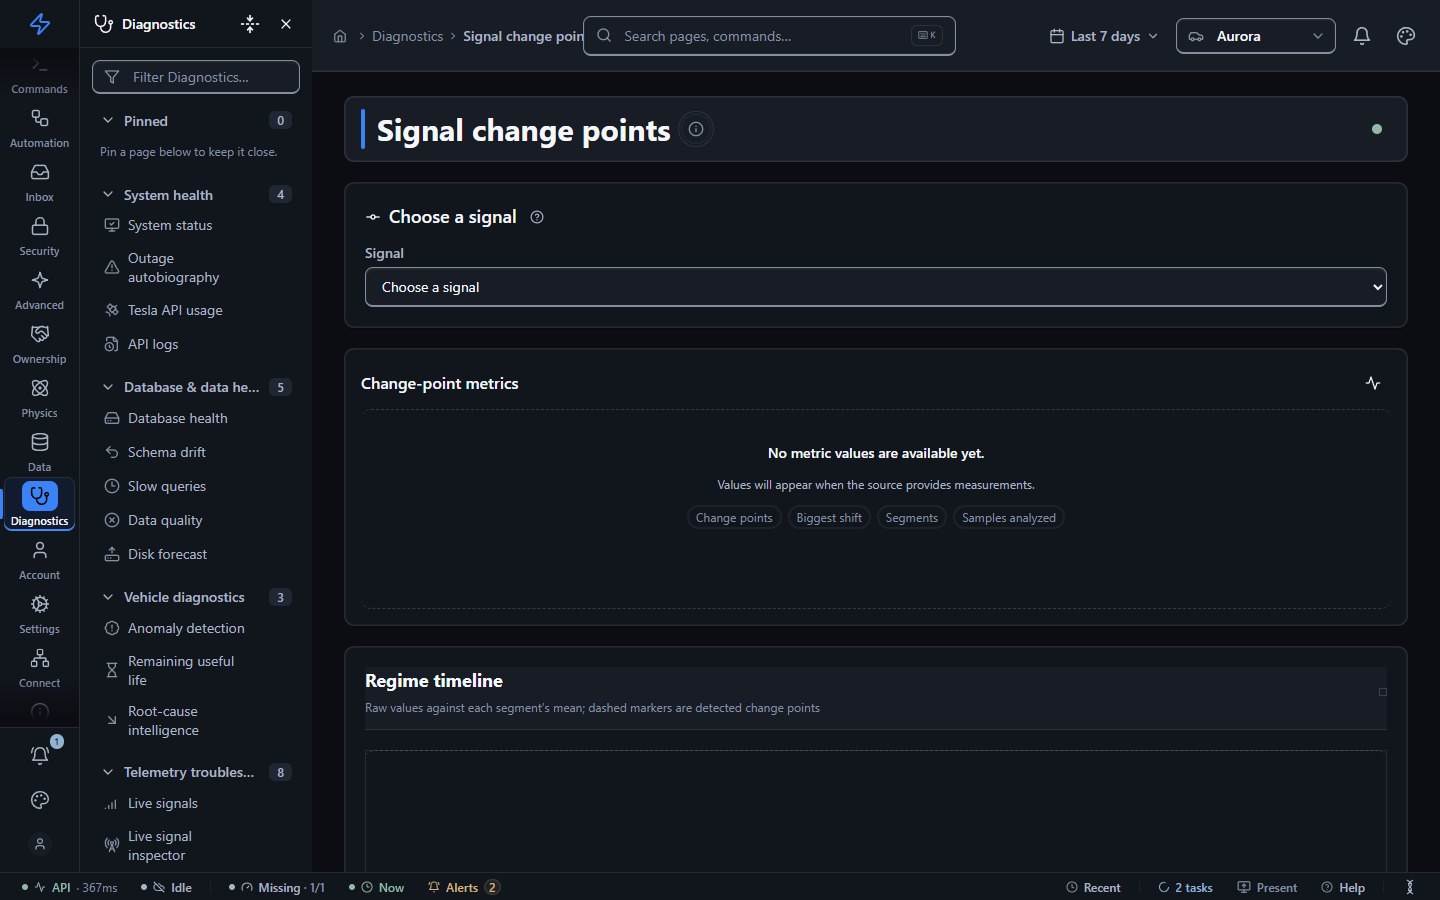 Diagnostics
Diagnostics
Signal change poin
Search pages, commands...
K
Last 7 days
Aurora
Commands
Automation
Inbox
Security
Advanced
Ownership
Physics
Data
Diagnostics
Account
Settings
Connect
1
Filter Diagnostics...
Pinned
0
Pin a page below to keep it close.
System health
4
System status
Outage
autobiography
Tesla API usage
API logs
Database & data he...
5
Database health
Schema drift
Slow queries
Data quality
Disk forecast
Vehicle diagnostics
3
Anomaly detection
Remaining useful
life
Root-cause
intelligence
Telemetry troubles...
8
Live signals
Live signal
inspector
Signal change points
Choose a signal
Signal
Choose a signal
Change-point metrics
No metric values are available yet.
Values will appear when the source provides measurements.
Change points
Biggest shift
Segments
Samples analyzed
Regime timeline
Raw values against each segment's mean; dashed markers are detected change points
API · 367ms
Idle
Missing · 1/1
Now
Alerts 2
Recent
2 tasks
Present
Help